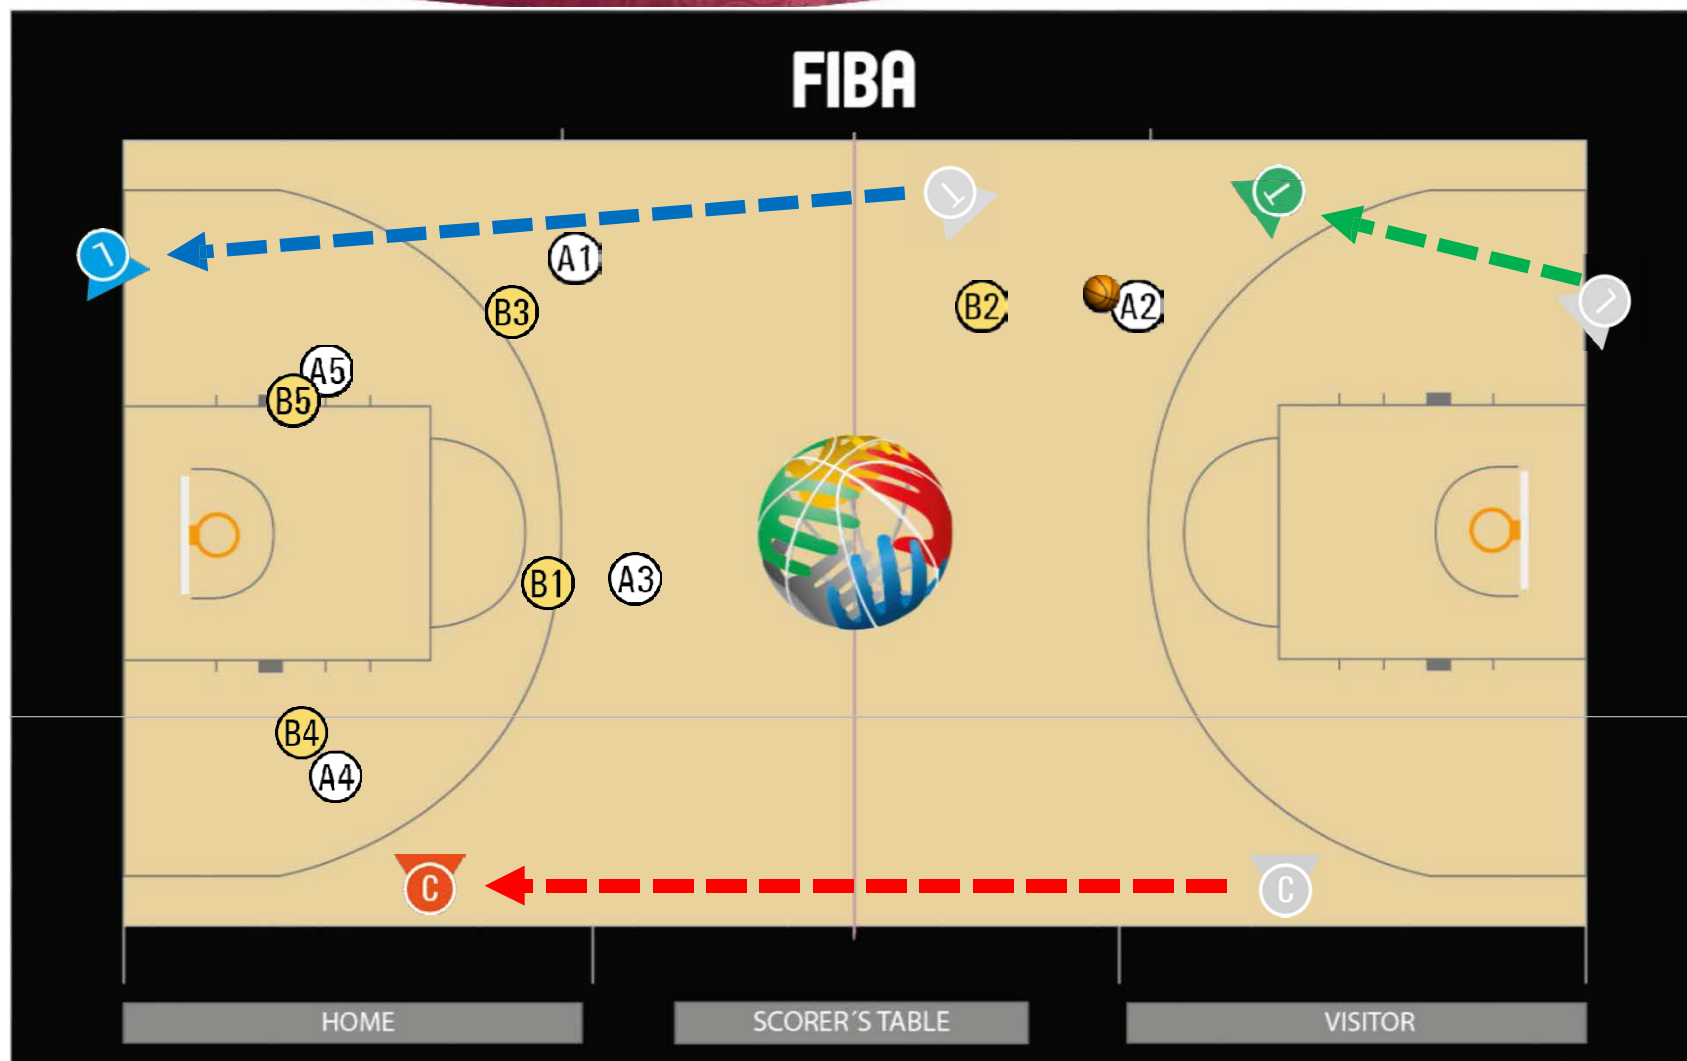 FIBA
T
T
L
L
A1
B3
B2
A2
A5
B5
B1
A3
B4
A4
C
C
HOME
SCORER´S TABLE
VISITOR